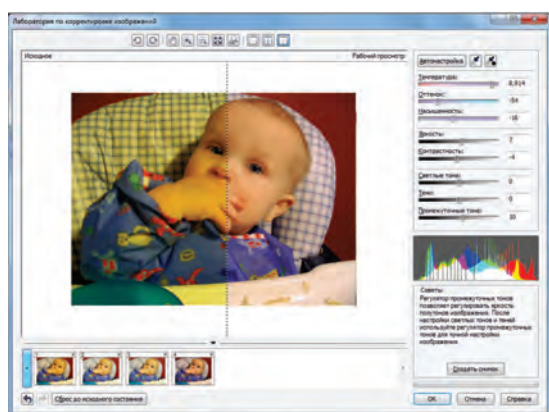 Лаборатория по корректировке изображений
Исходное
Рабочий просмотр
Автонастройка
Температура:
8,914
Оттенок:
-54
Насыщенность:
-16
Яркость:
7
Контрастность:
-4
Светлые тона:
0
Тени:
0
Промежуточные тона:
30
Советы
Регулятор промежуточных тонов
позволяет регулировать яркость
полутонов изображения. После
настройки светлых тонов и теней
используйте регулятор промежуточных
тонов для точной настройки
изображения.
Создать снимок
Сброс до исходного состояния
ОК
Отмена
Справка